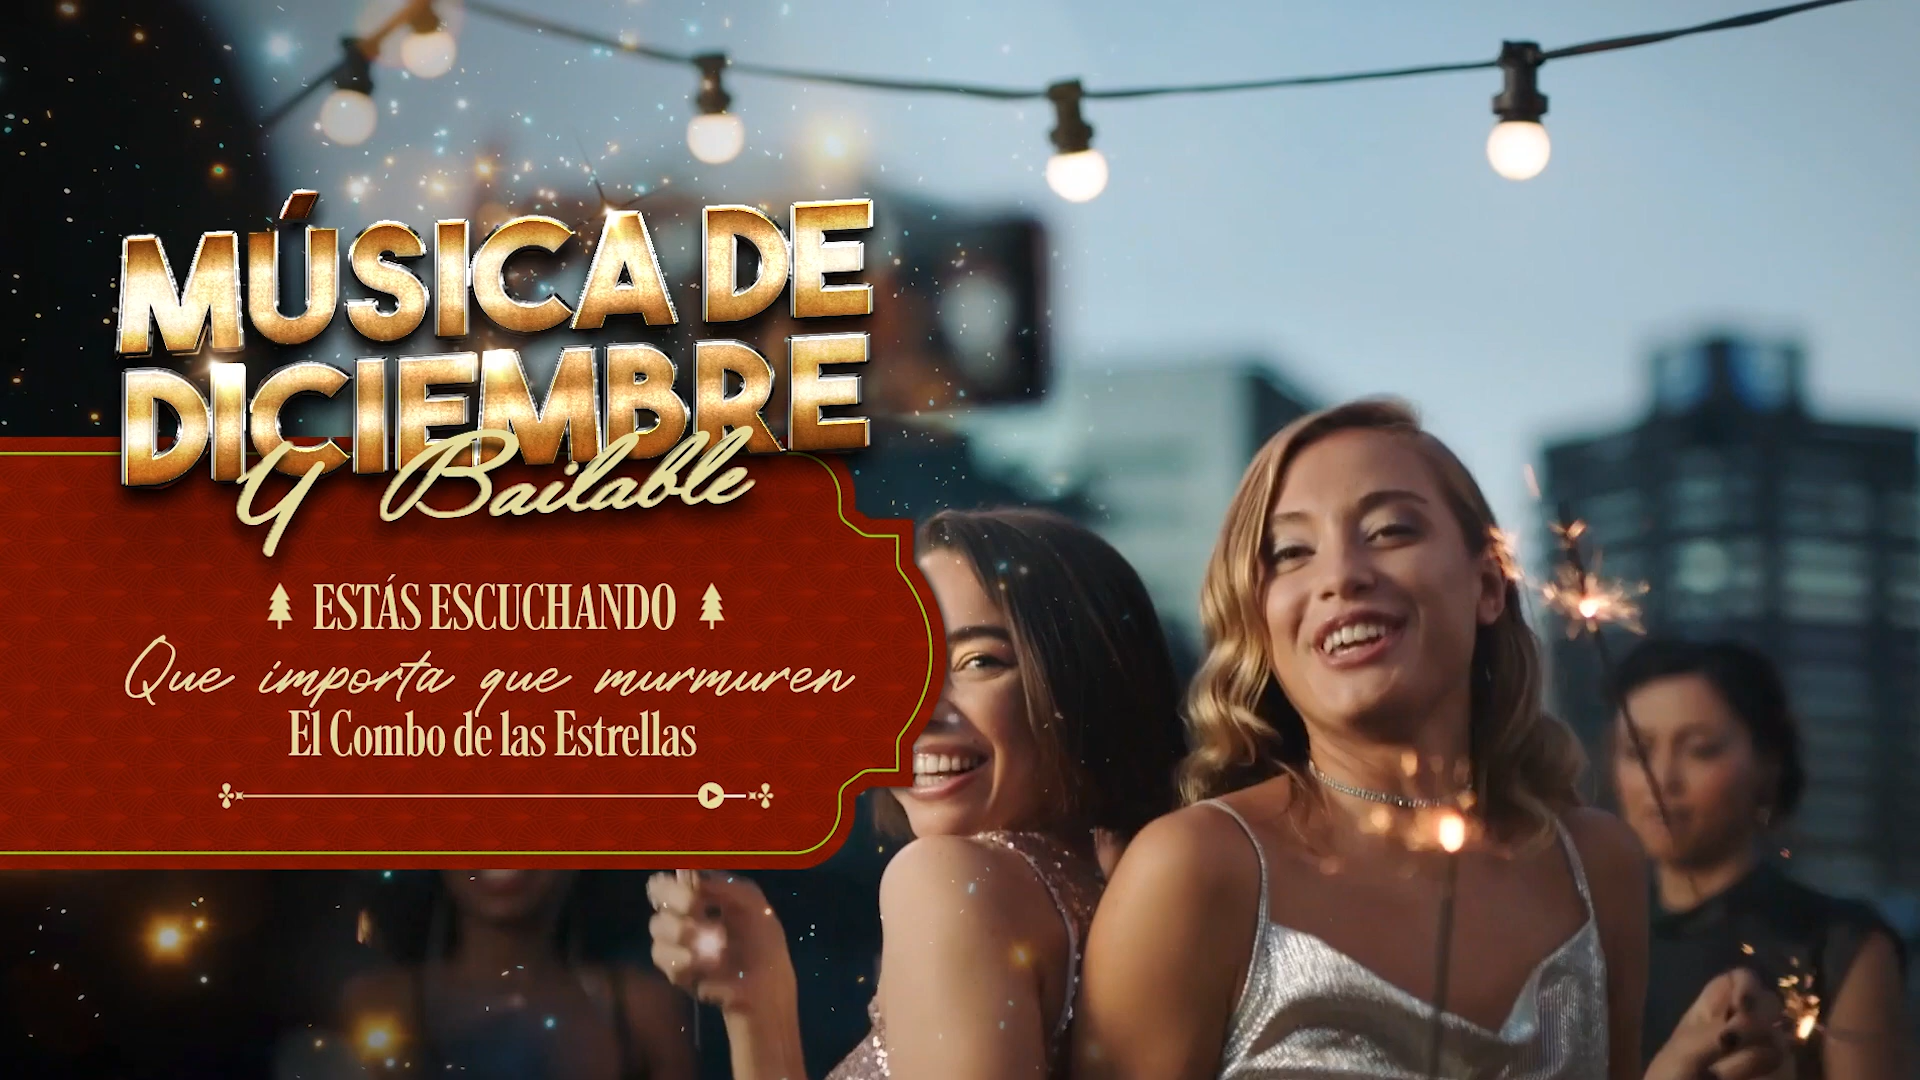 MÚSICA DE
DICIEMBRE
Y Bailable
ESTÁS ESCUCHANDO
Que importa que murmuren
El Combo de las Estrellas